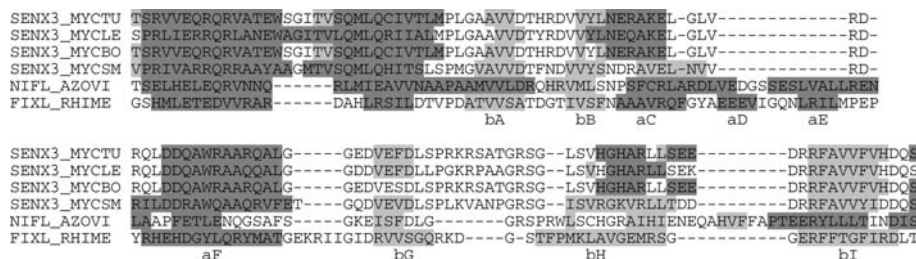 SENX3_MYCTU TSRVVEQRQRVATEWSGITVSQMLQCIVTLMPLGAAVVDTHRDVVYLNERAKEL-GLV------RD-
SENX3_MYCLE SPRLIERRQRLANEWAGITVLQMLQRIIALMPLGAAVVDTYRDVVYLNEQAKEL-GLV------RD-
SENX3_MYCBO TSRVVEQRQRVATEWSGITVSQMLQCIVTLMPLGAAVVDTHRDVVYLNERAKEL-GLV------RD-
SENX3_MYCSM VPRIVARRQRRAAYAAGMTVSQMLQHITSLSPMGVAVVDTFNDVVYSNDRAVEL-NVV------RD-
NIFL_AZOVI TSELHELEQRVNNQ------RLMIEAVVNAAPAAMVVLDRQHRVMLSNPSFCRLARDLVEDGSSESLVALLREN
FIXL_RHIME GSHMLETEDVVRAR------DAHLRSILDTVPDATVVSATDGTIVSFNAAAVRQFGYAEEEVIGQNLRILMPEP
bA bB aC aD aE
SENX3_MYCTU RQLDDQAWRAARQALG----GEDVEFDLSPRKRSATGRSG-LSVHGHARLLSEE--------DRRFAVVFVHDQS
SENX3_MYCLE RQLDDQAWRAAQQALG----GDDVEFDLLPGKRPAAGRSG-LSVHGHARLLSEK--------DRRFAVVFVHDQS
SENX3_MYCBO RQLDDQAWRAARQALG----GEDVESDLSPRKRSATGRSG-LSVHGHARLLSEE--------DRRFAVVFVHDQS
SENX3_MYCSM RILDDRAWQAAQRVFET----GQDVEVDLSPLKVANPGRSG-ISVRGKVRLLTDD--------DRRFAVVYIDDQS
NIFL_AZOVI LAAPFETLENQGSAFS----GKEISFDLG------GRSPRWLSCHGRAIHIENEQAHVFFAPTEERYLLLTINDIS
FIXL_RHIME YRHEHDGYLQRYMATGEKRIIGIDRVVSGQRKD---G-STFPMKLAVGEMRSG---------GERFFTGFIRDLT
aF bG bH bI